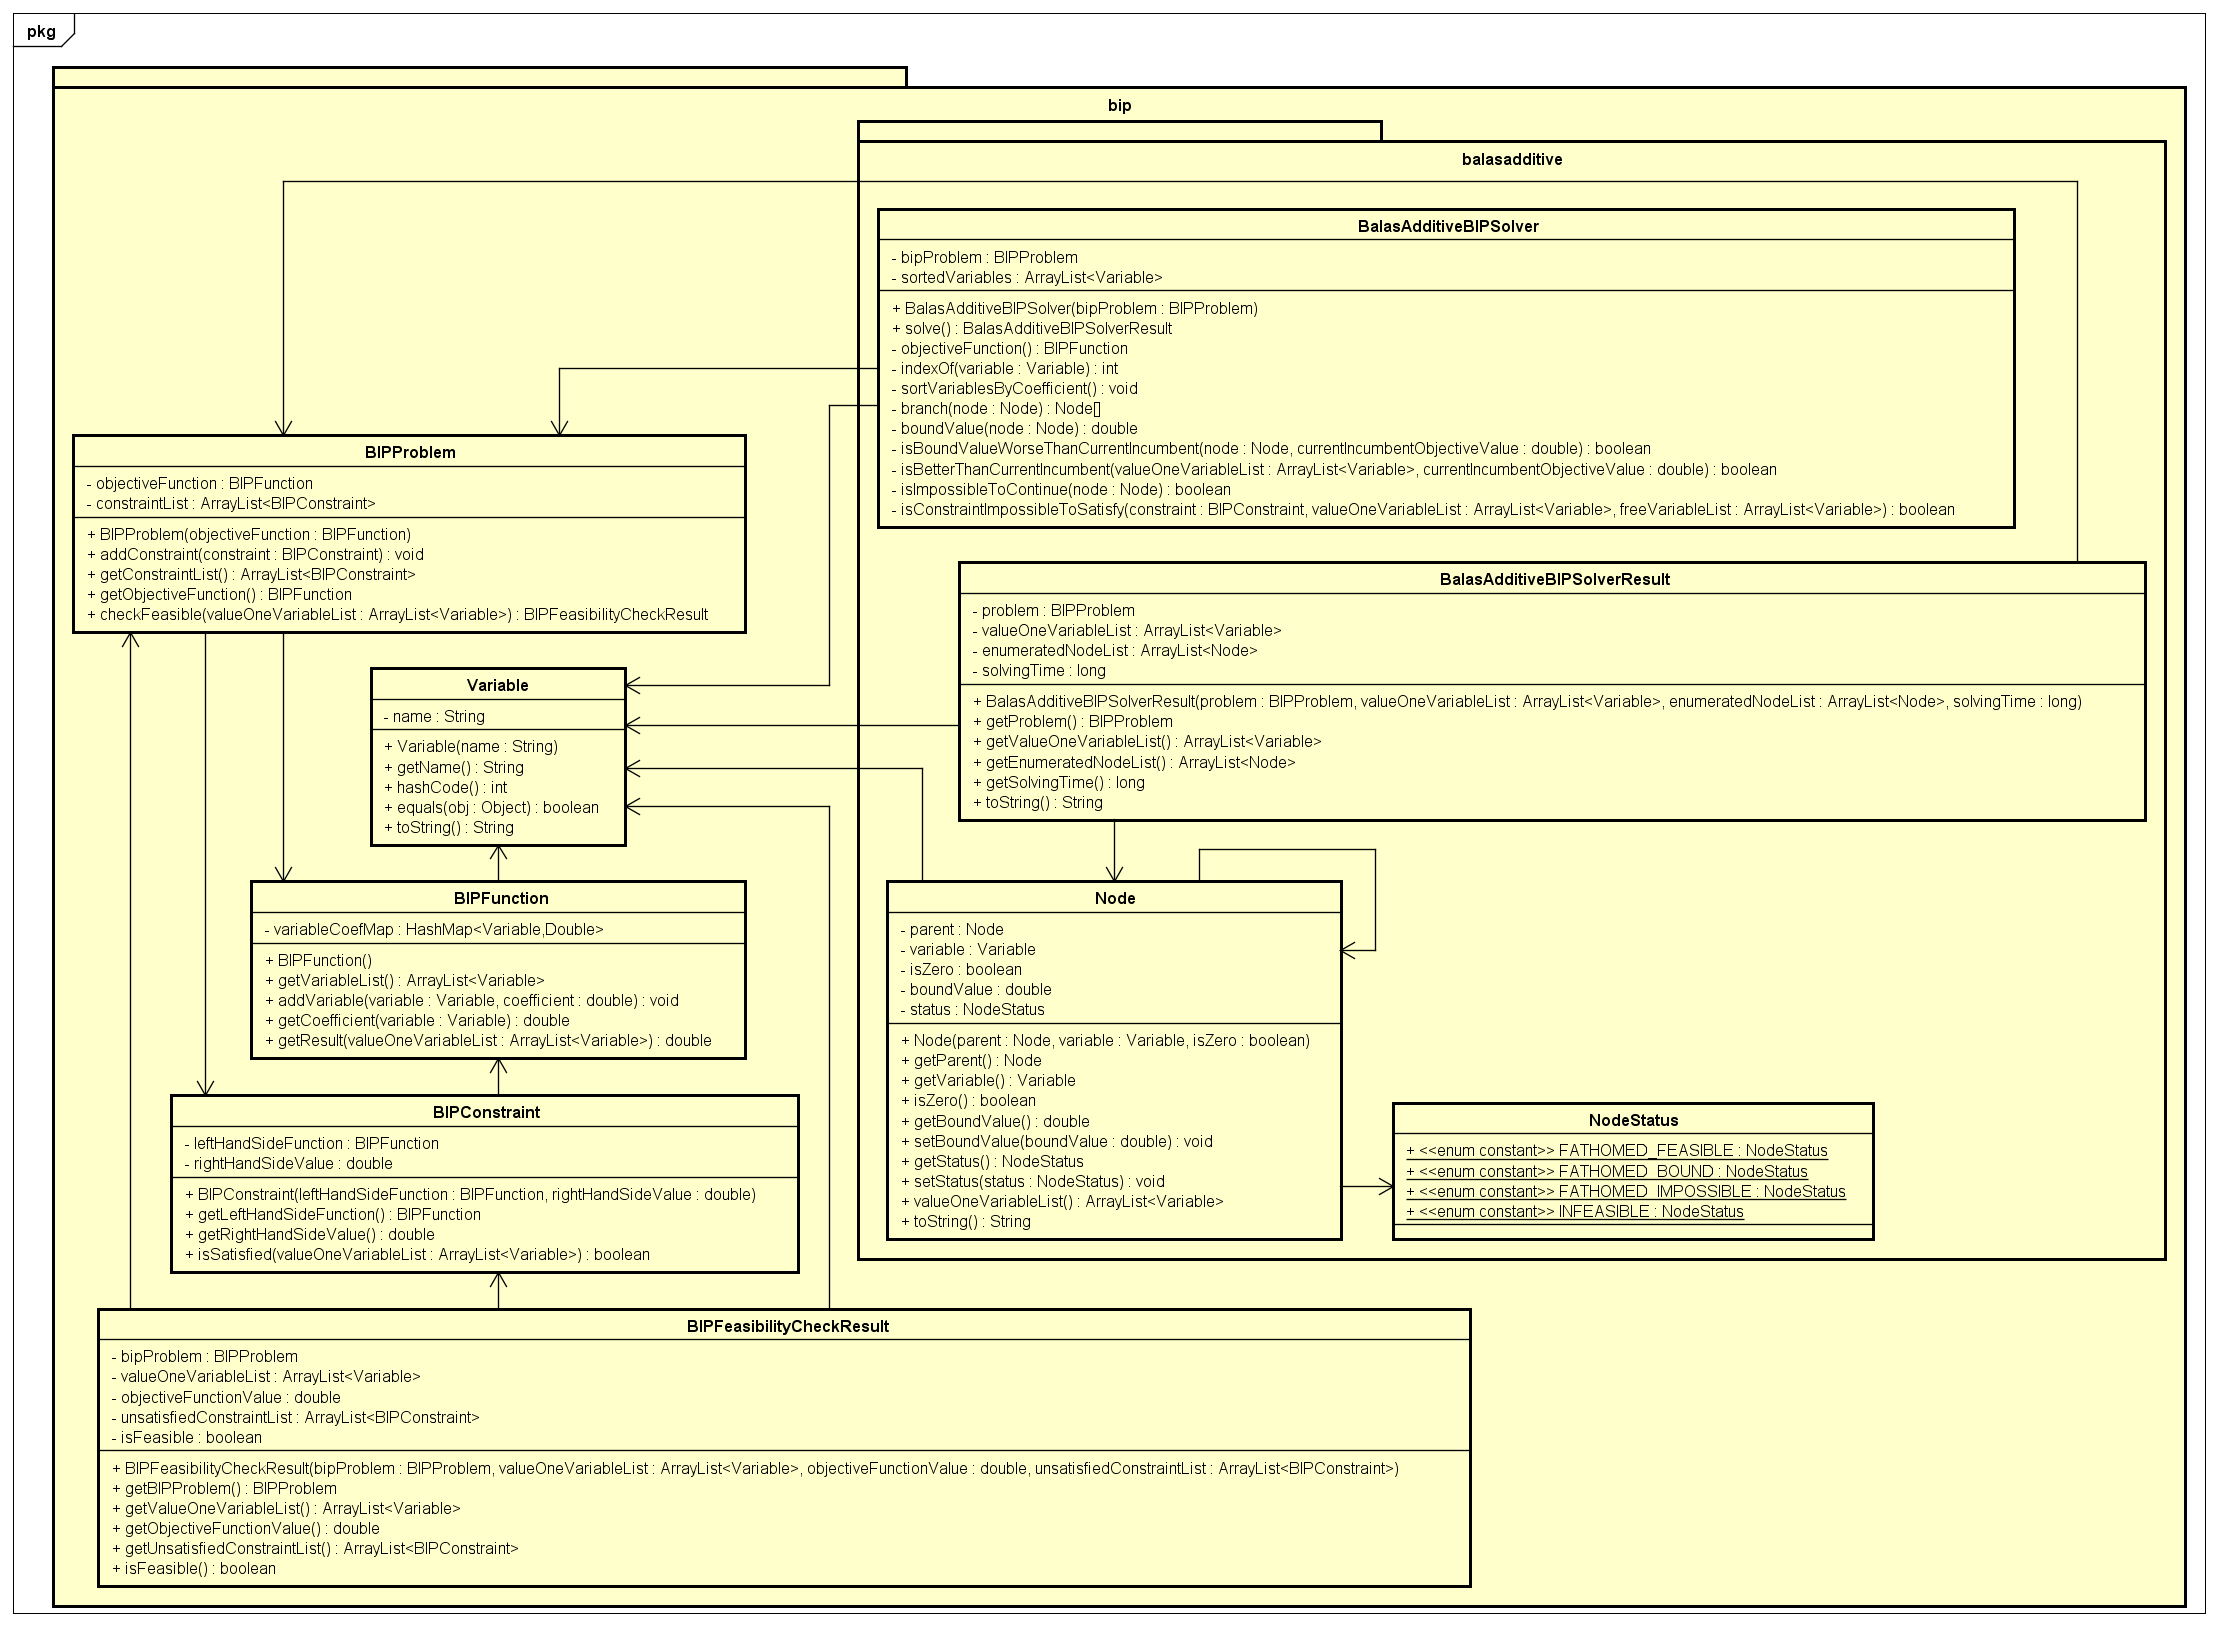 pkg
bip
balasadditive
BalasAdditiveBIPSolver
- bipProblem : BIPProblem
- sortedVariables : ArrayList<Variable>
+ BalasAdditiveBIPSolver(bipProblem : BIPProblem)
+ solve() : BalasAdditiveBIPSolverResult
- objectiveFunction() : BIPFunction
- indexOf(variable : Variable) : int
- sortVariablesByCoefficient() : void
- branch(node : Node) : Node[]
- boundValue(node : Node) : double
- isBoundValueWorseThanCurrentIncumbent(node : Node, currentIncumbentObjectiveValue : double) : boolean
- isBetterThanCurrentIncumbent(valueOneVariableList : ArrayList<Variable>, currentIncumbentObjectiveValue : double) : boolean
- isImpossibleToContinue(node : Node) : boolean
- isConstraintImpossibleToSatisfy(constraint : BIPConstraint, valueOneVariableList : ArrayList<Variable>, freeVariableList : ArrayList<Variable>) : boolean
BIPProblem
- objectiveFunction : BIPFunction
- constraintList : ArrayList<BIPConstraint>
+ BIPProblem(objectiveFunction : BIPFunction)
+ addConstraint(constraint : BIPConstraint) : void
+ getConstraintList() : ArrayList<BIPConstraint>
+ getObjectiveFunction() : BIPFunction
+ checkFeasible(valueOneVariableList : ArrayList<Variable>) : BIPFeasibilityCheckResult
BalasAdditiveBIPSolverResult
- problem : BIPProblem
- valueOneVariableList : ArrayList<Variable>
- enumeratedNodeList : ArrayList<Node>
- solvingTime : long
+ BalasAdditiveBIPSolverResult(problem : BIPProblem, valueOneVariableList : ArrayList<Variable>, enumeratedNodeList : ArrayList<Node>, solvingTime : long)
+ getProblem() : BIPProblem
+ getValueOneVariableList() : ArrayList<Variable>
+ getEnumeratedNodeList() : ArrayList<Node>
+ getSolvingTime() : long
+ toString() : String
Variable
- name : String
+ Variable(name : String)
+ getName() : String
+ hashCode() : int
+ equals(obj : Object) : boolean
+ toString() : String
BIPFunction
- variableCoefMap : HashMap<Variable,Double>
+ BIPFunction()
+ getVariableList() : ArrayList<Variable>
+ addVariable(variable : Variable, coefficient : double) : void
+ getCoefficient(variable : Variable) : double
+ getResult(valueOneVariableList : ArrayList<Variable>) : double
Node
- parent : Node
- variable : Variable
- isZero : boolean
- boundValue : double
- status : NodeStatus
+ Node(parent : Node, variable : Variable, isZero : boolean)
+ getParent() : Node
+ getVariable() : Variable
+ isZero() : boolean
+ getBoundValue() : double
+ setBoundValue(boundValue : double) : void
+ getStatus() : NodeStatus
+ setStatus(status : NodeStatus) : void
+ valueOneVariableList() : ArrayList<Variable>
+ toString() : String
BIPConstraint
- leftHandSideFunction : BIPFunction
- rightHandSideValue : double
+ BIPConstraint(leftHandSideFunction : BIPFunction, rightHandSideValue : double)
+ getLeftHandSideFunction() : BIPFunction
+ getRightHandSideValue() : double
+ isSatisfied(valueOneVariableList : ArrayList<Variable>) : boolean
NodeStatus
+ <<enum constant>> FATHOMED_FEASIBLE : NodeStatus
+ <<enum constant>> FATHOMED_BOUND : NodeStatus
+ <<enum constant>> FATHOMED_IMPOSSIBLE : NodeStatus
+ <<enum constant>> INFEASIBLE : NodeStatus
BIPFeasibilityCheckResult
- bipProblem : BIPProblem
- valueOneVariableList : ArrayList<Variable>
- objectiveFunctionValue : double
- unsatisfiedConstraintList : ArrayList<BIPConstraint>
- isFeasible : boolean
+ BIPFeasibilityCheckResult(bipProblem : BIPProblem, valueOneVariableList : ArrayList<Variable>, objectiveFunctionValue : double, unsatisfiedConstraintList : ArrayList<BIPConstraint>)
+ getBIPProblem() : BIPProblem
+ getValueOneVariableList() : ArrayList<Variable>
+ getObjectiveFunctionValue() : double
+ getUnsatisfiedConstraintList() : ArrayList<BIPConstraint>
+ isFeasible() : boolean